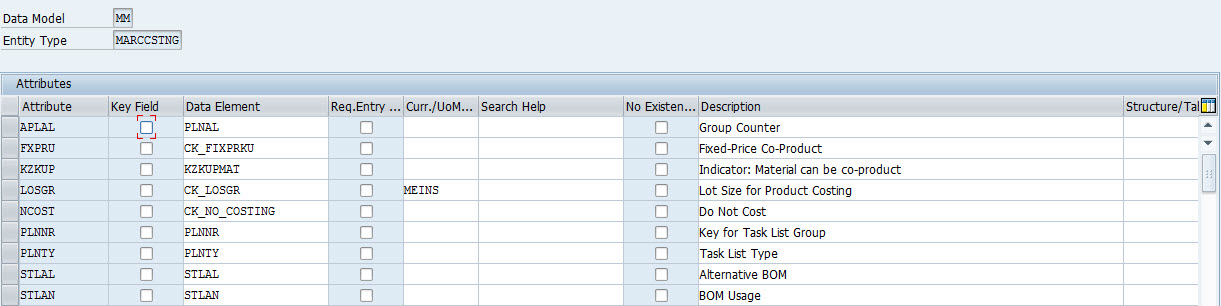 Data Model MM
Entity Type MARCCSTNG
Attributes
Attribute Key Field Data Element Req.Entry ... Curr./UoM... Search Help No Existen... Description Structure/Tal
APLAL PLNAL Group Counter
FXPRU CK_FIXPRKU Fixed-Price Co-Product
KZKUP KZKUPMAT Indicator: Material can be co-product
LOSGR CK_LOSGR MEINS Lot Size for Product Costing
NCOST CK_NO_COSTING Do Not Cost
PLNNR PLNNR Key for Task List Group
PLNTY PLNTY Task List Type
STLAL STLAL Alternative BOM
STLAN STLAN BOM Usage